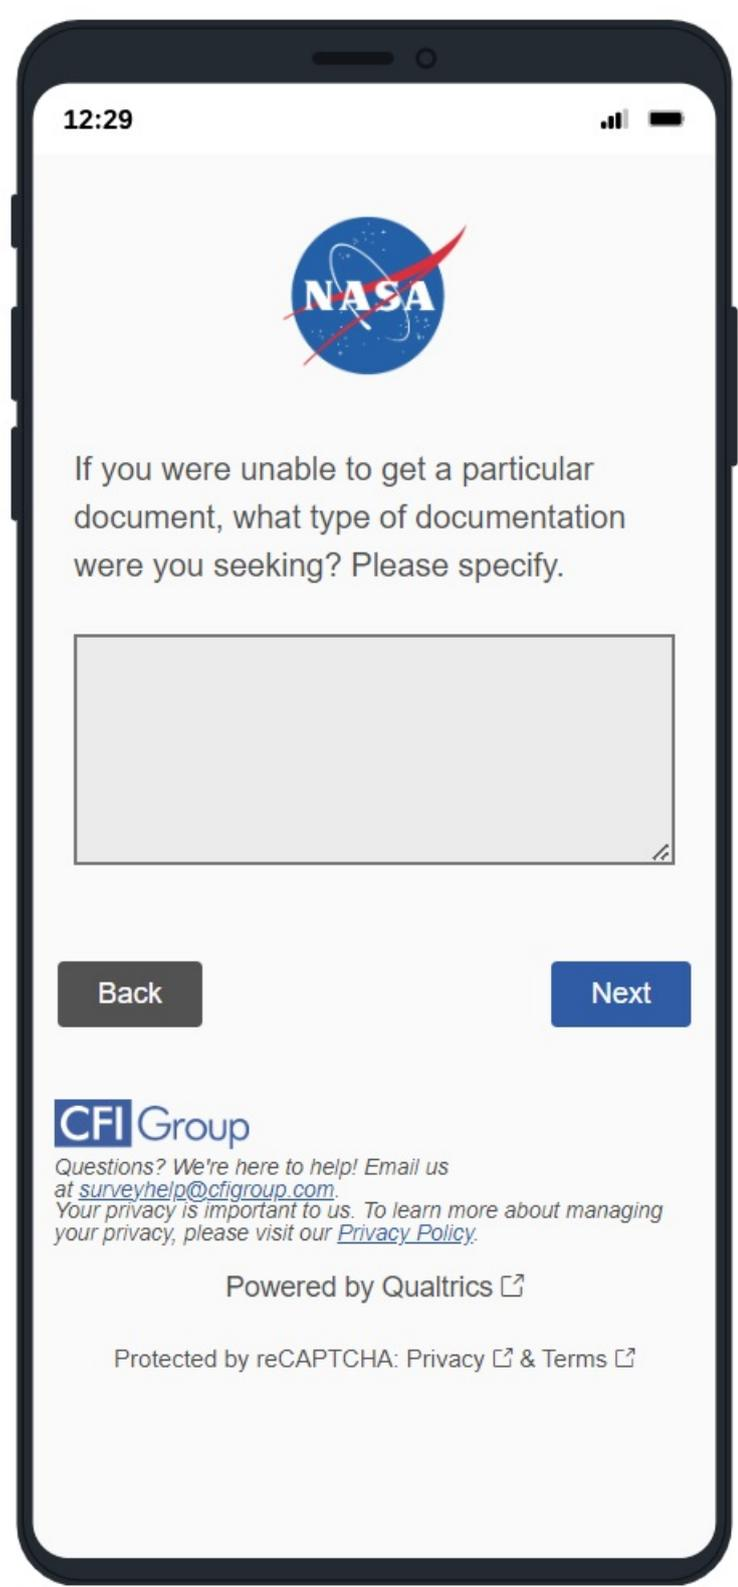 12:29
NASA
If you were unable to get a particular
document, what type of documentation
were you seeking? Please specify.
Back
Next
CFI Group
Questions? We're here to help! Email us
at surveyhelp@cfigroup.com.
Your privacy is important to us. To learn more about managing
your privacy, please visit our Privacy Policy.
Powered by Qualtrics
Protected by reCAPTCHA: Privacy & Terms